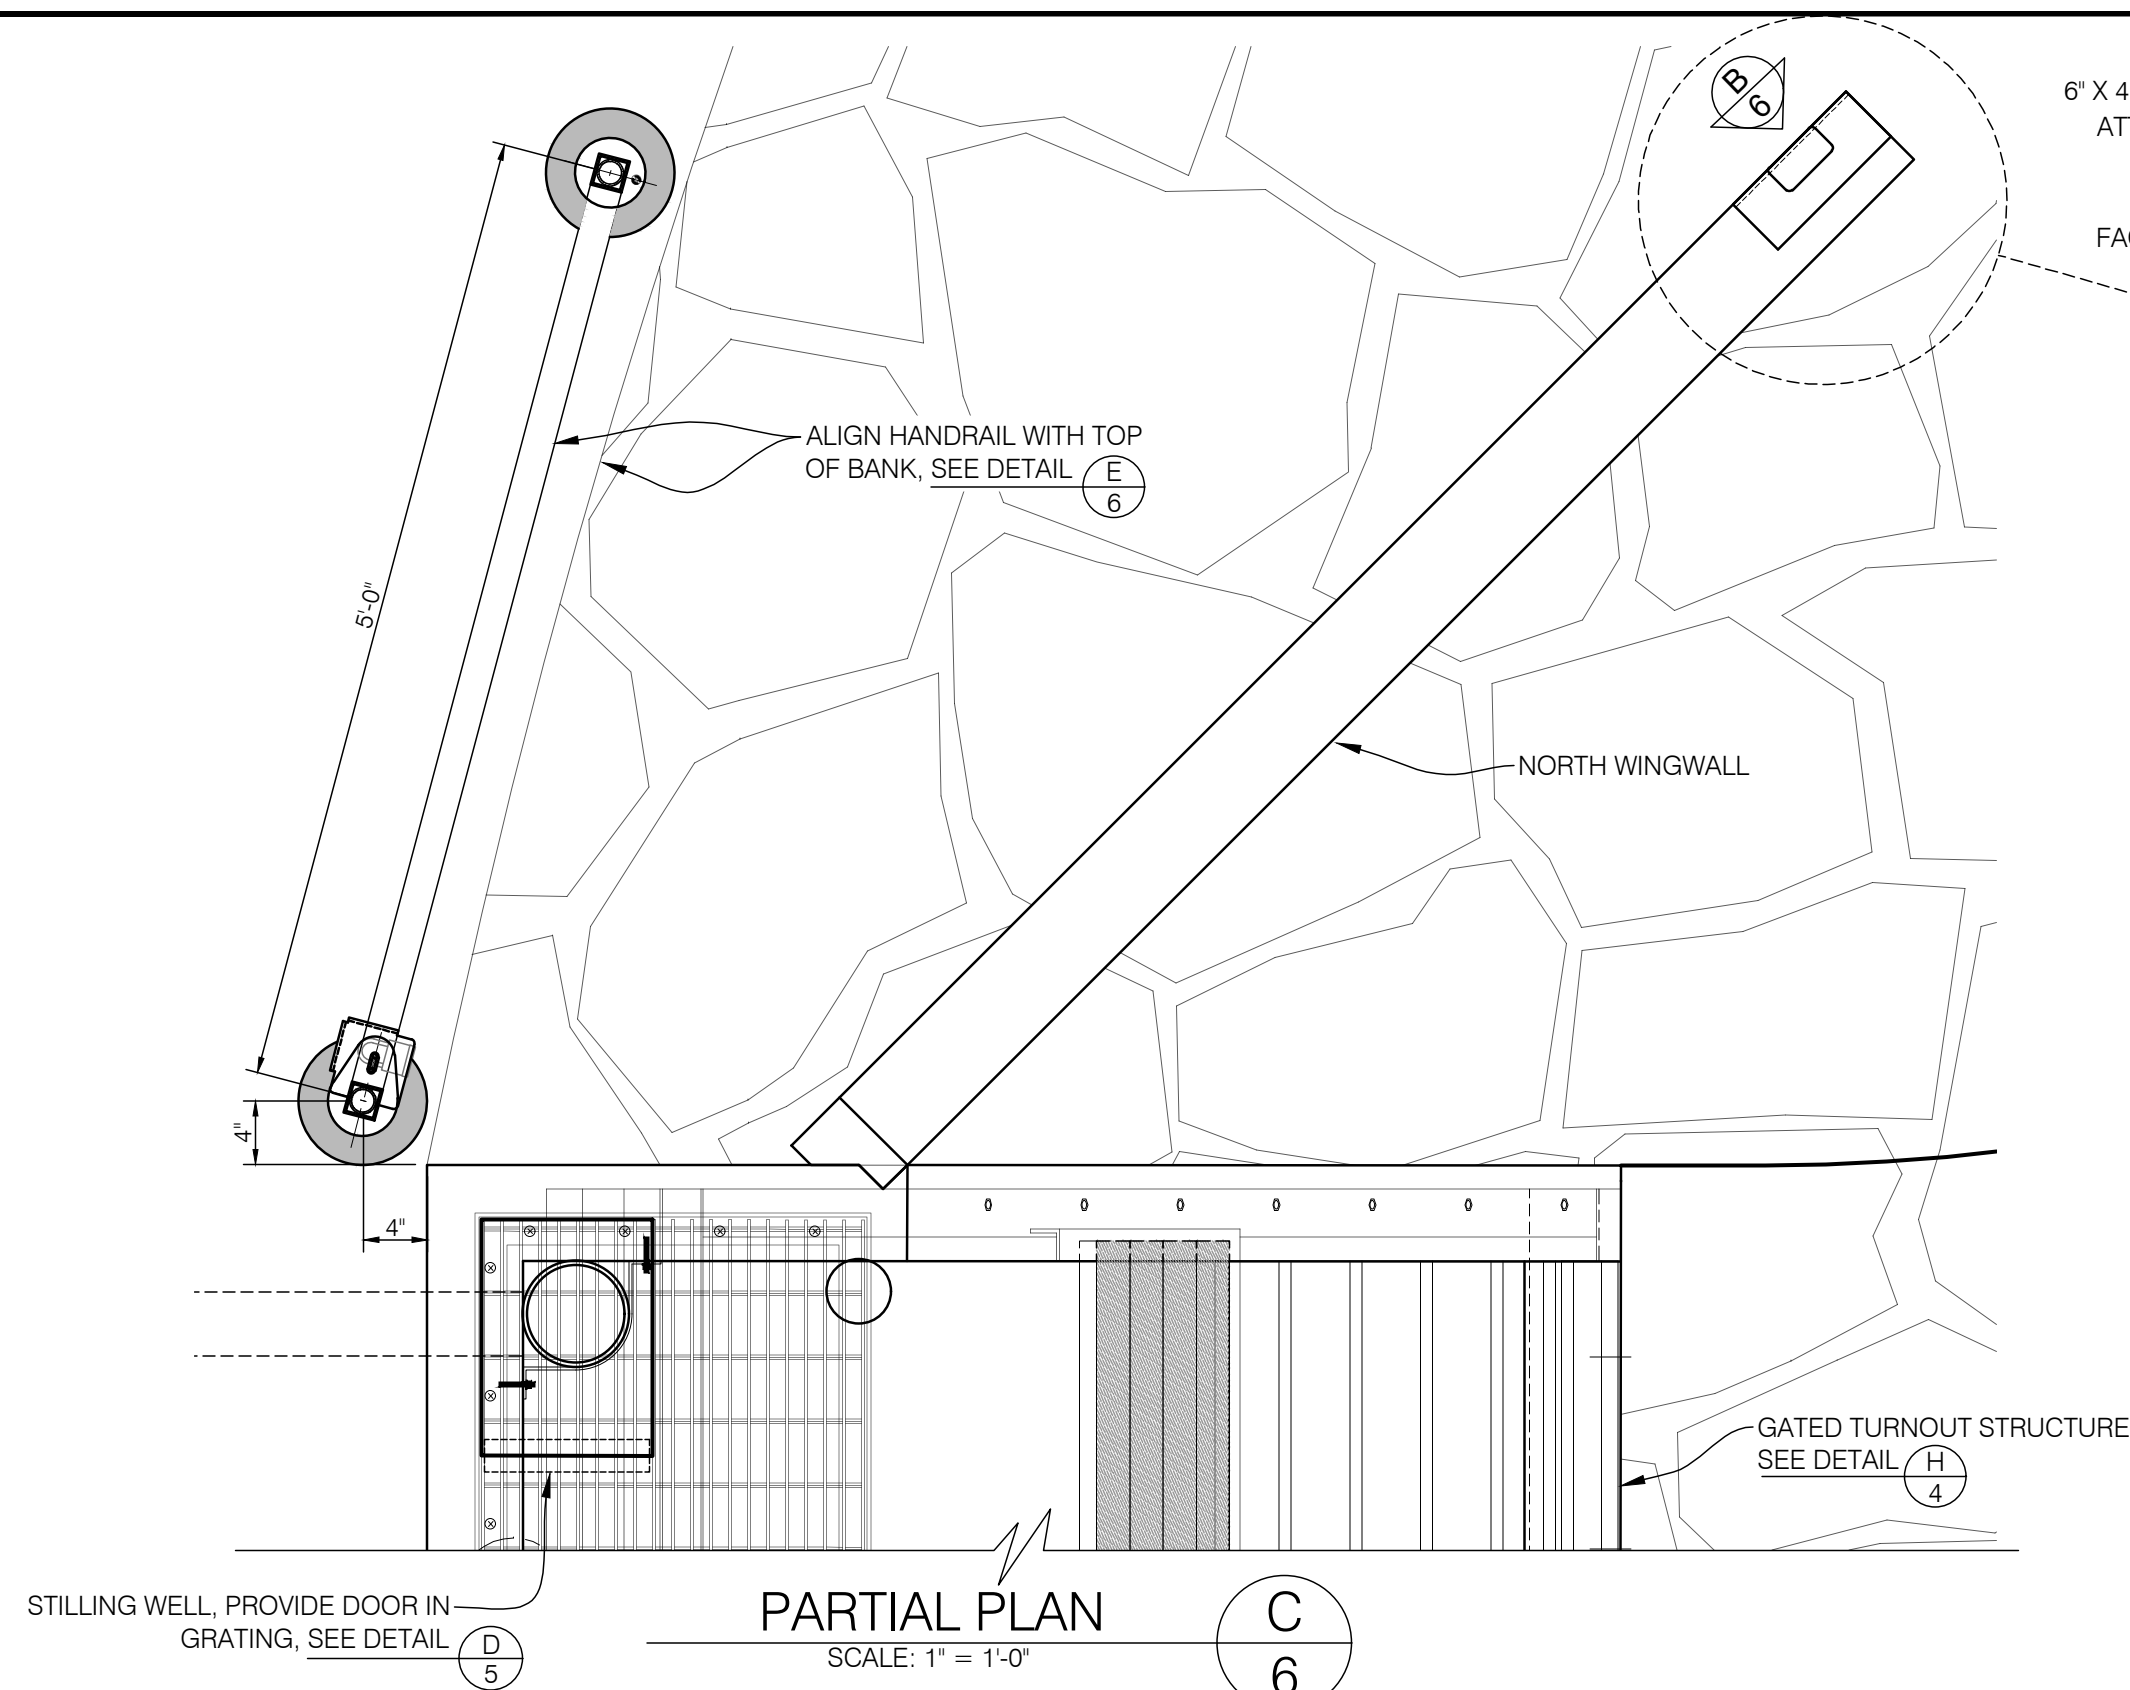 B
6
6" X 4
ATT
FAC
ALIGN HANDRAIL WITH TOP
OF BANK, SEE DETAIL
E
6
5'-0"
NORTH WINGWALL
4"
4"
GATED TURNOUT STRUCTURE
SEE DETAIL
H
4
STILLING WELL, PROVIDE DOOR IN
GRATING, SEE DETAIL
D
5
PARTIAL PLAN
SCALE: 1" = 1'-0"
C
6